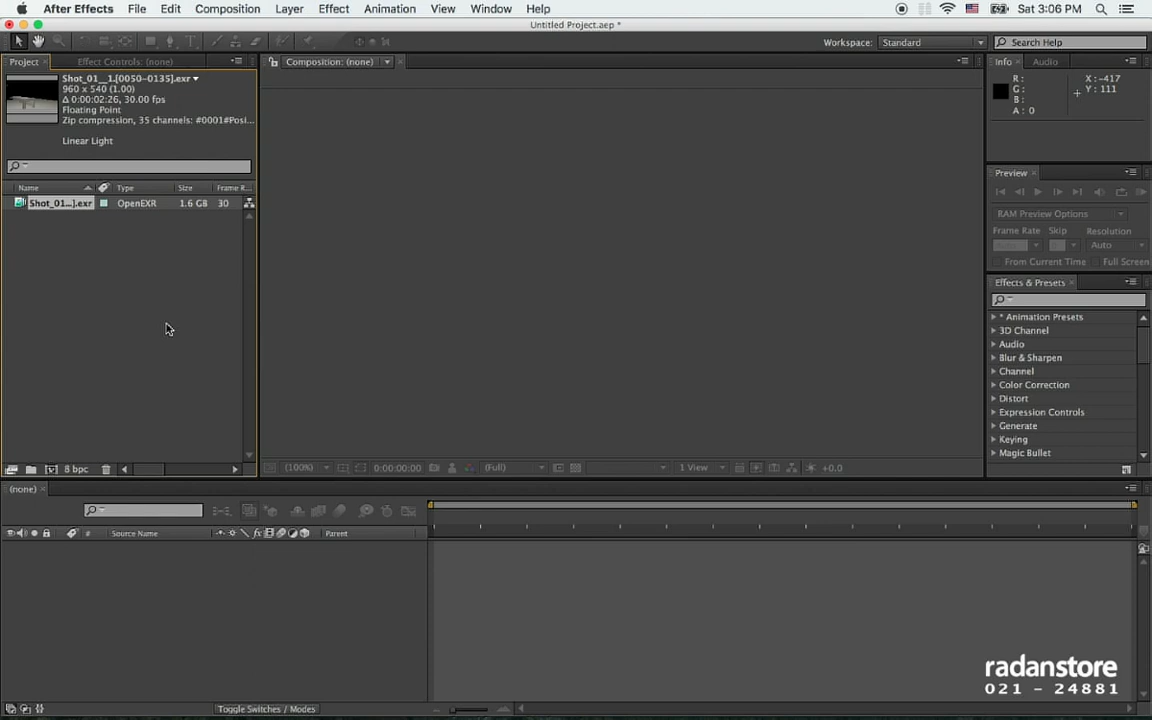 After Effects File Edit Composition Layer Effect Animation View Window Help Sat 3:06 PM
Untitled Project.aep *
Workspace: Standard Search Help
Project Effect Controls: (none) Composition: (none) Info Audio
Shot_01__1.[0050-0135].exr
960 x 540 (1.00)
Δ 0:00:02:26, 30.00 fps
Floating Point
Zip compression, 35 channels: #0001#Posi...
Linear Light
R :
G :
B :
A : 0
X : -417
Y : 111
Preview
RAM Preview Options
Frame Rate Skip Resolution
Auto
From Current Time Full Screen
Name Type Size Frame R...
Shot_01...].exr OpenEXR 1.6 GB 30
Effects & Presets
* Animation Presets
3D Channel
Audio
Blur & Sharpen
Channel
Color Correction
Distort
Expression Controls
Generate
Keying
Magic Bullet
8 bpc
(100%) 0:00:00:00 (Full) 1 View +0.0
(none)
# Source Name fx Parent
Toggle Switches / Modes
radanstore
021 - 24881